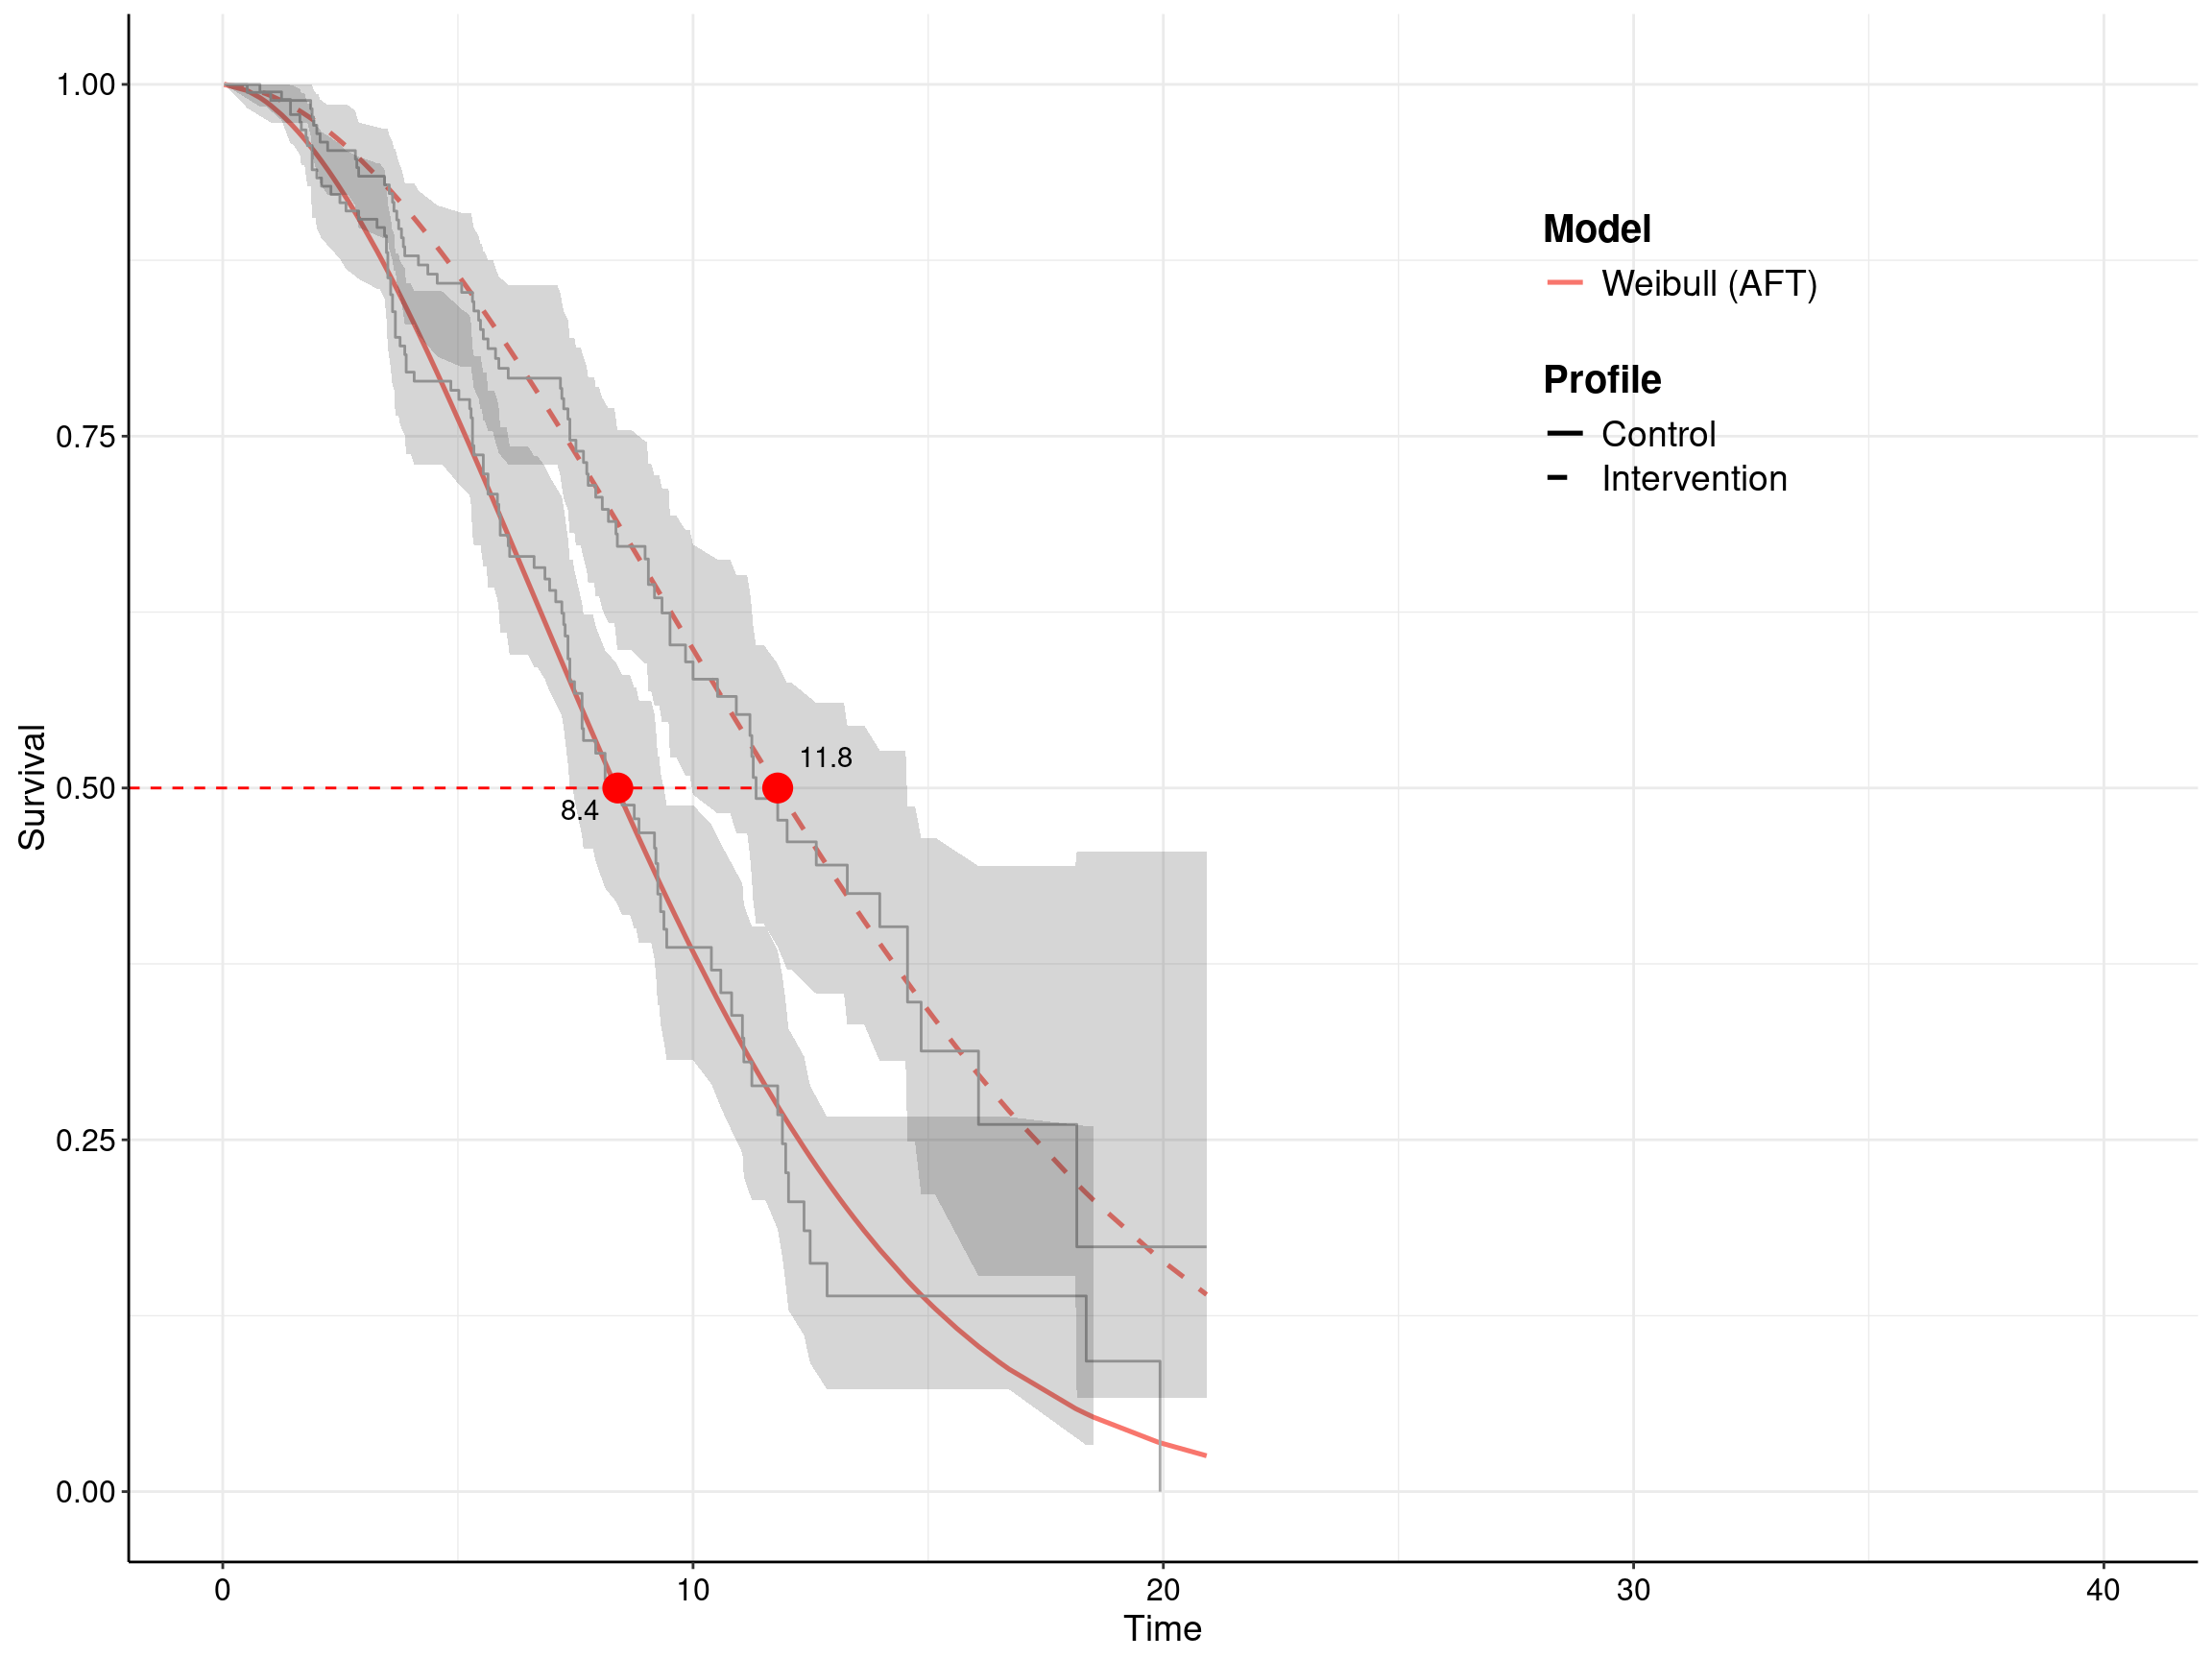 1.00
0.75
0.50
0.25
0.00
Survival
0
10
20
30
40
Time
8.4
11.8
Model
Weibull (AFT)
Profile
Control
Intervention